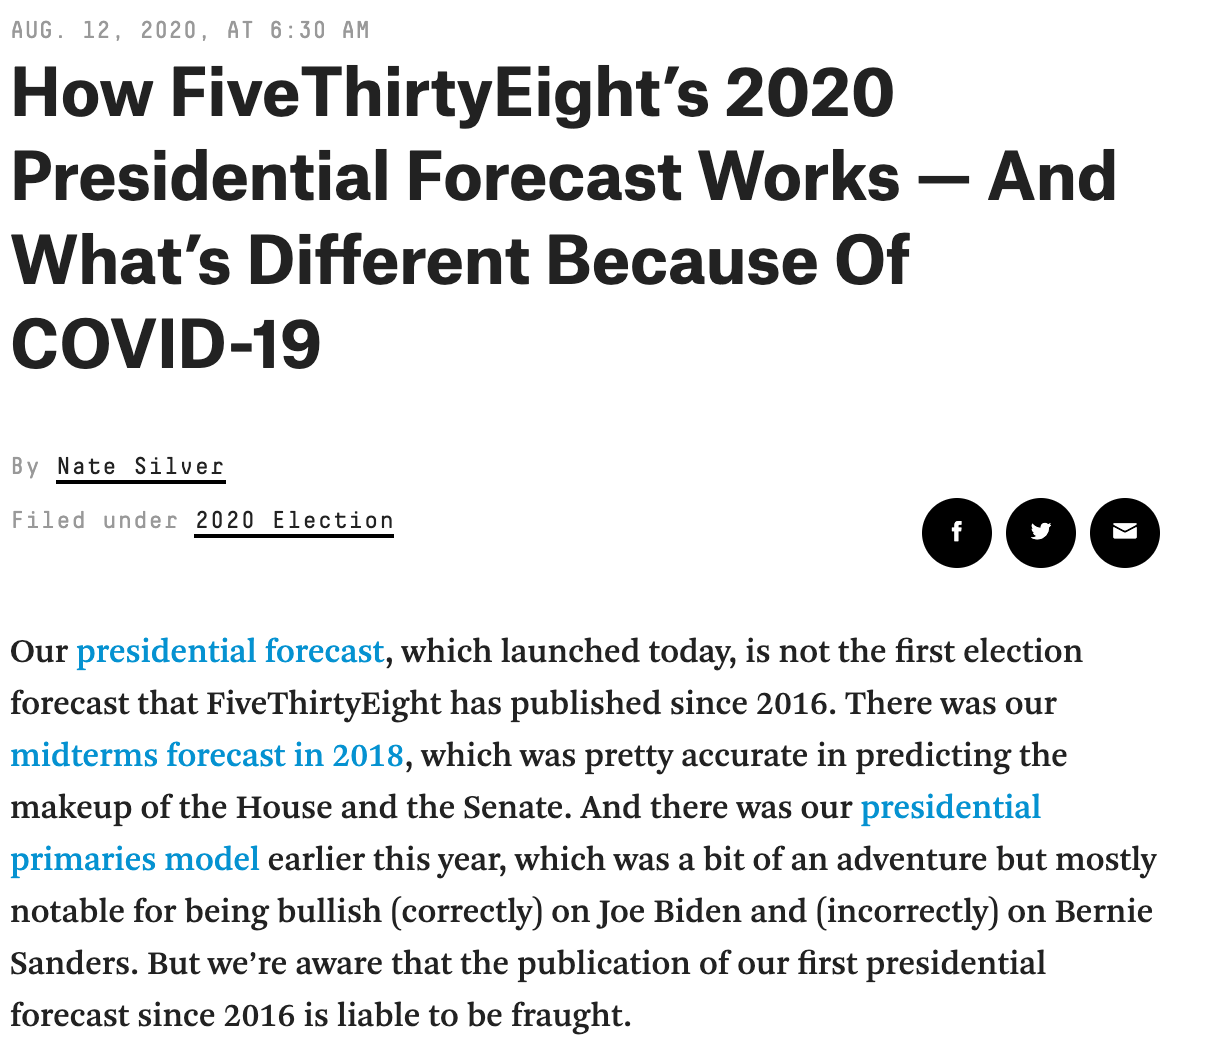 AUG. 12, 2020, AT 6:30 AM
How FiveThirtyEight’s 2020
Presidential Forecast Works — And
What’s Different Because Of
COVID-19
By Nate Silver
Filed under 2020 Election
Our presidential forecast, which launched today, is not the first election
forecast that FiveThirtyEight has published since 2016. There was our
midterms forecast in 2018, which was pretty accurate in predicting the
makeup of the House and the Senate. And there was our presidential
primaries model earlier this year, which was a bit of an adventure but mostly
notable for being bullish (correctly) on Joe Biden and (incorrectly) on Bernie
Sanders. But we’re aware that the publication of our first presidential
forecast since 2016 is liable to be fraught.